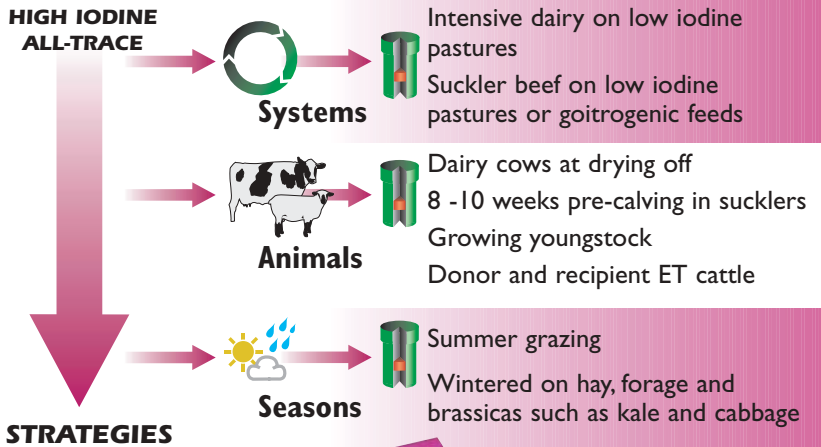 HIGH IODINE
ALL-TRACE
Systems
Intensive dairy on low iodine
pastures
Suckler beef on low iodine
pastures or goitrogenic feeds
Animals
Dairy cows at drying off
8 -10 weeks pre-calving in sucklers
Growing youngstock
Donor and recipient ET cattle
Seasons
Summer grazing
Wintered on hay, forage and
brassicas such as kale and cabbage
STRATEGIES